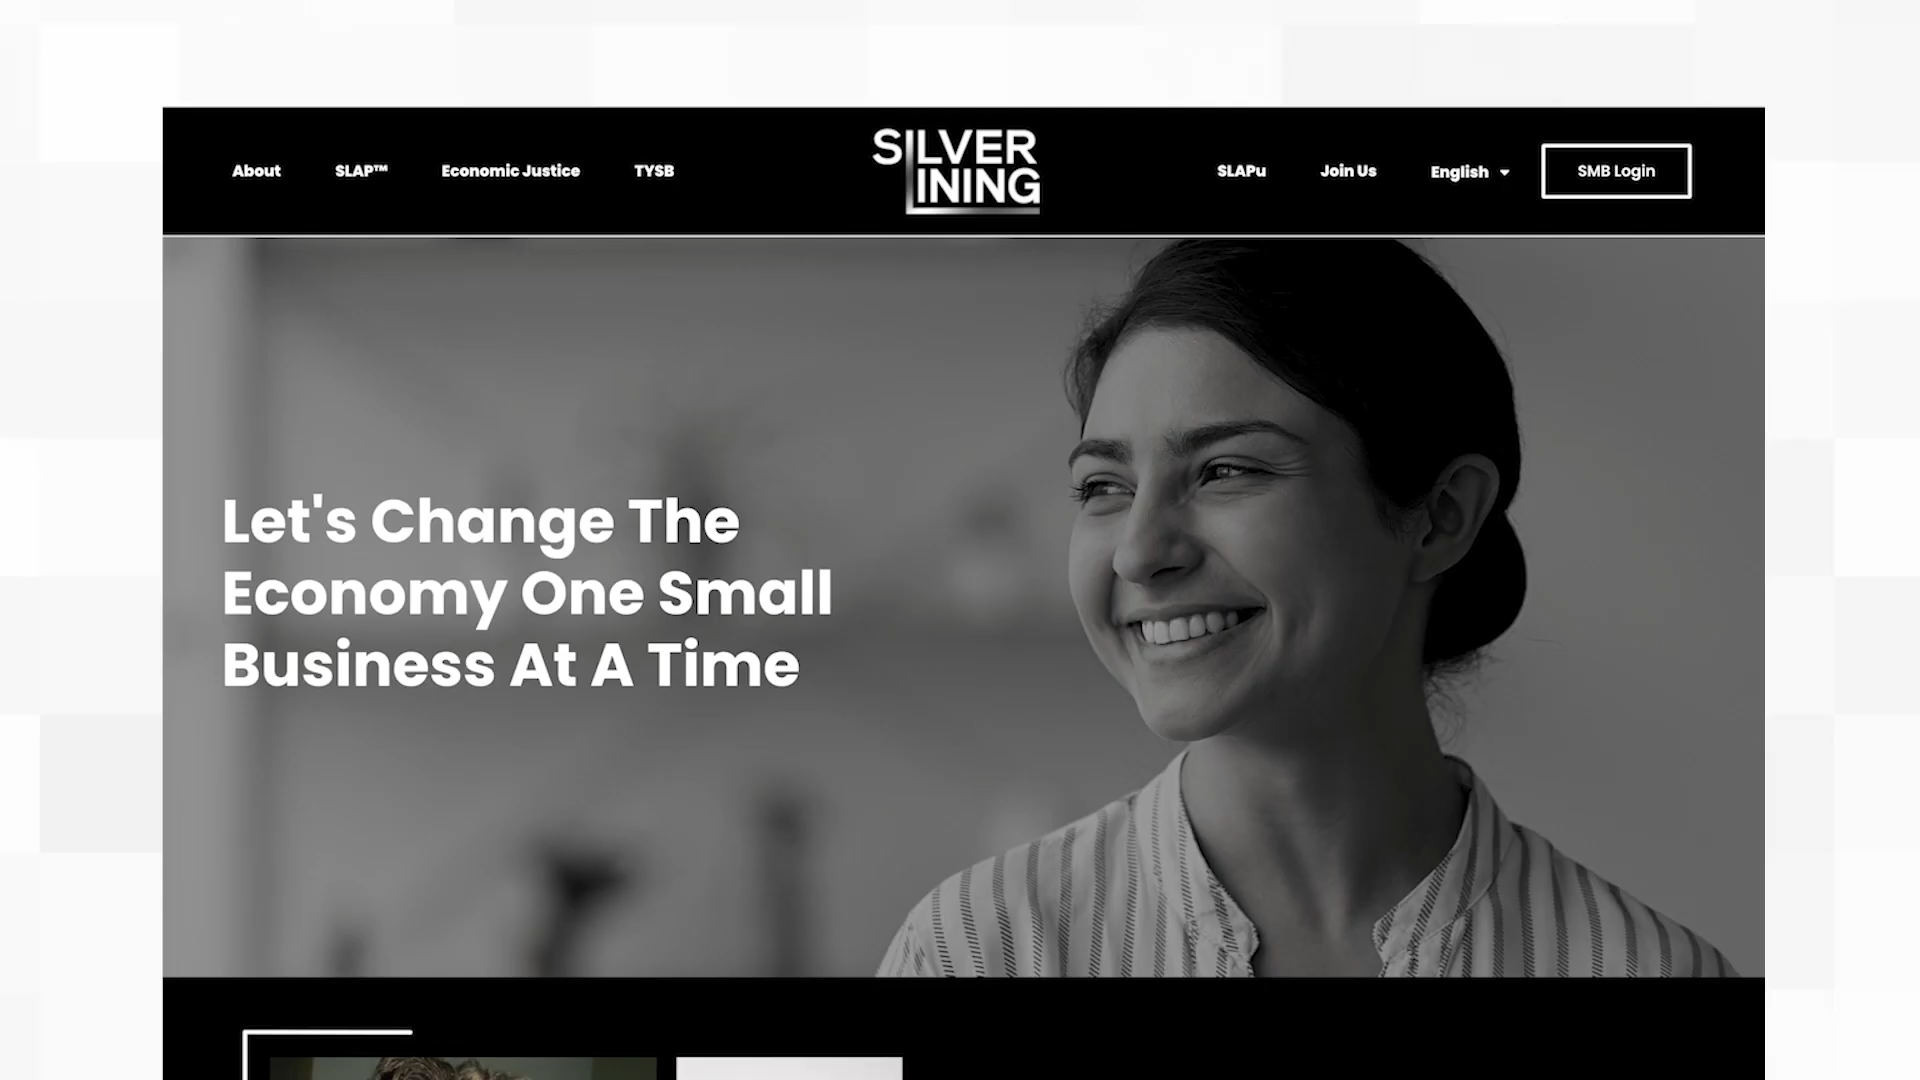 About
SLAP™
Economic Justice
TYSB
SILVER
LINING
SLAPu
Join Us
English
SMB Login
Let's Change The
Economy One Small
Business At A Time